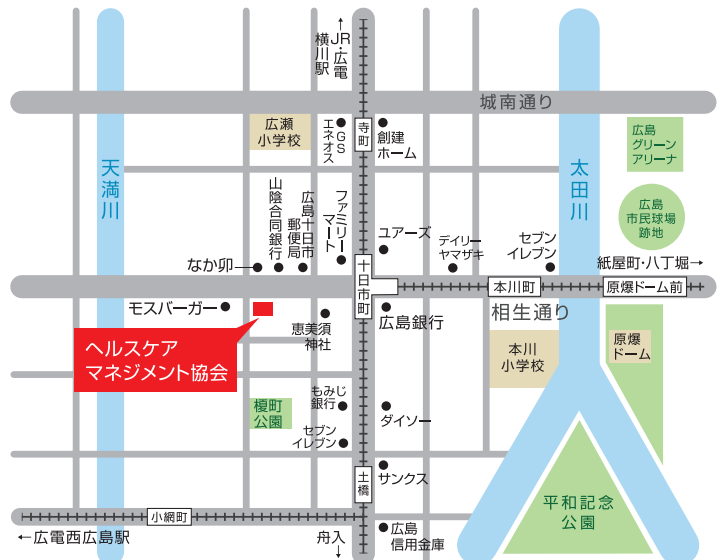 ↑
JR・広電
横川駅
城南通り
広瀬
小学校
GS
エネオス
寺町
創建
ホーム
広島
グリーン
アリーナ
天満川
太田川
山陰合同銀行
広島十日市
郵便局
ファミリー
マート
ユアーズ
デイリー
ヤマザキ
セブン
イレブン
広島
市民球場
跡地
なか卯
十日市町
紙屋町・八丁堀→
本川町
原爆ドーム前
モスバーガー
恵美須
神社
広島銀行
相生通り
ヘルスケア
マネジメント協会
本川
小学校
原爆
ドーム
榎町
公園
もみじ
銀行
ダイソー
セブン
イレブン
土橋
サンクス
平和記念
公園
小網町
←広電西広島駅
舟入
↓
広島
信用金庫